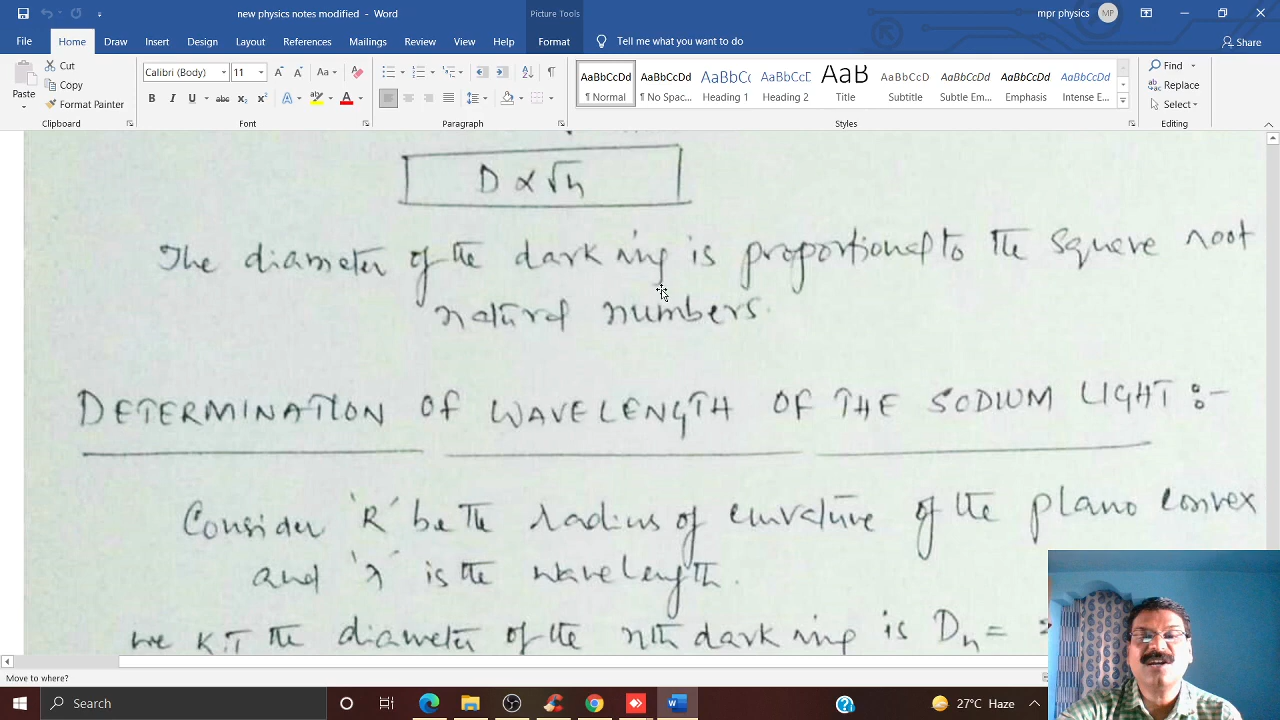 new physics notes modified - Word
Picture Tools
mpr physics
MP
File
Home
Draw
Insert
Design
Layout
References
Mailings
Review
View
Help
Format
Tell me what you want to do
Share
Paste
Cut
Copy
Format Painter
Clipboard
Calibri (Body)
11
A
A
Aa
B
I
U
abc
x₂
x²
A
A
Font
Paragraph
AaBbCcDd
¶ Normal
AaBbCcDd
¶ No Spac...
AaBbCc
Heading 1
AaBbCcD
Heading 2
AaB
Title
AaBbCcD
Subtitle
AaBbCcDd
Subtle Em...
AaBbCcDd
Emphasis
AaBbCcDd
Intense E...
Styles
Find
Replace
Select
Editing
D ∝ √n
The diameter of the dark ring is proportional to the square root
natural numbers.
DETERMINATION OF WAVELENGTH OF THE SODIUM LIGHT :-
Consider 'R' be the radius of curvature of the plano convex
and 'λ' is the wavelength.
we K.T the diameter of the nth dark ring is Dn =
Move to where?
Search
27°C Haze